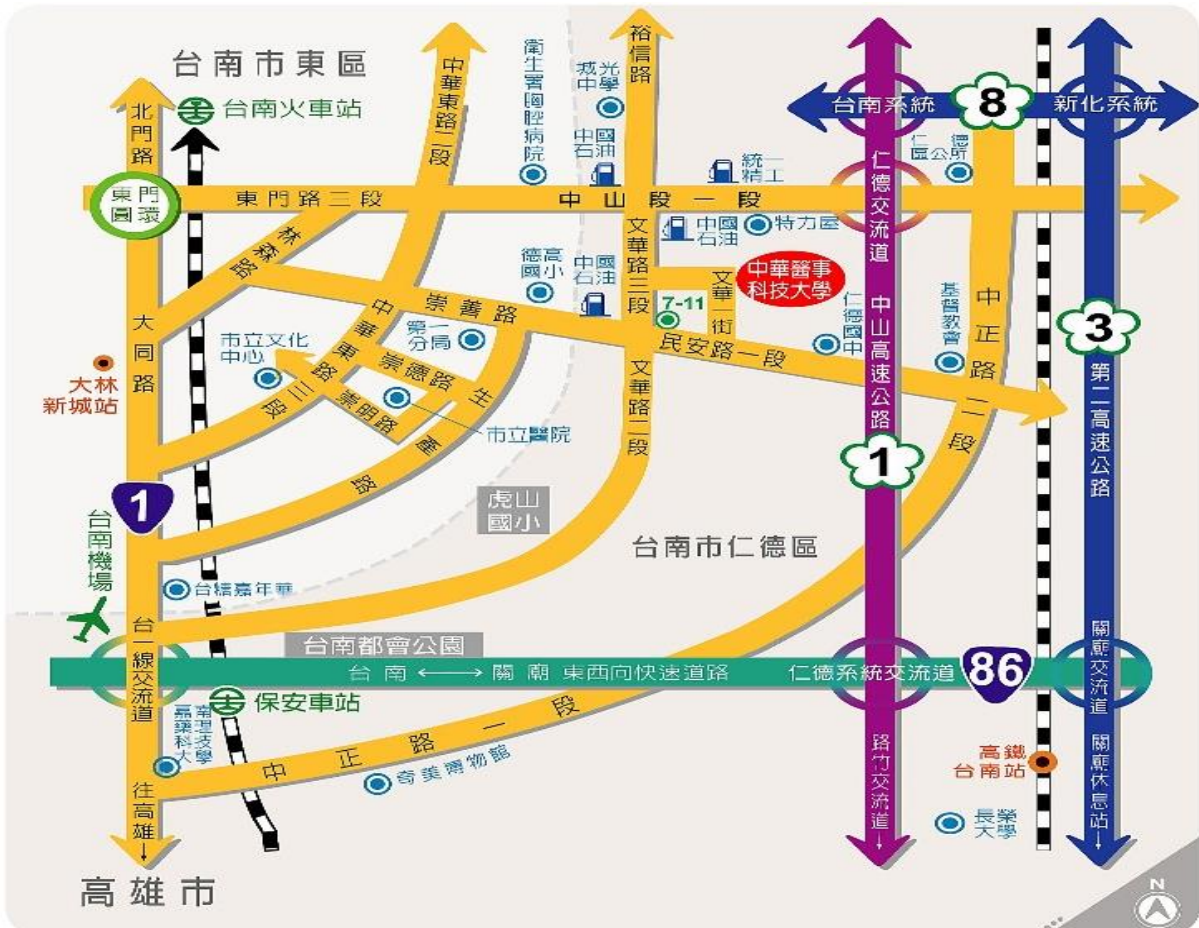 台南市東區
台南火車站
北門路
東門
圓環
東門路三段
中華東路二段
衛生署胸腔病院
城光
中學
中國
石油
裕信路
統一
精工
中山段一段
台南系統
8
新化系統
仁德
區公所
仁德交流道
林森路
德高
國小
中國
石油
文華路三段
中國
石油
特力屋
中華醫事
科技大學
文華一街
7-11
大同路
崇善路
第一
分局
市立文化
中心
中華東路三段
崇德路
崇明路
市立醫院
生產路
民安路一段
仁德國中
中山高速公路
基督教會
中正路二段
3
第二高速公路
大林
新城站
1
文華路二段
1
虎山
國小
台南市仁德區
台南機場
台糖嘉年華
台一線交流道
台南都會公園
台南 ←→ 關廟 東西向快速道路
仁德系統交流道
86
關廟交流道
保安車站
嘉南
藥理
科技
大學
中正路一段
奇美博物館
路竹交流道→
高鐵
台南站
關廟休息站→
長榮
大學
往高雄→
高雄市
N